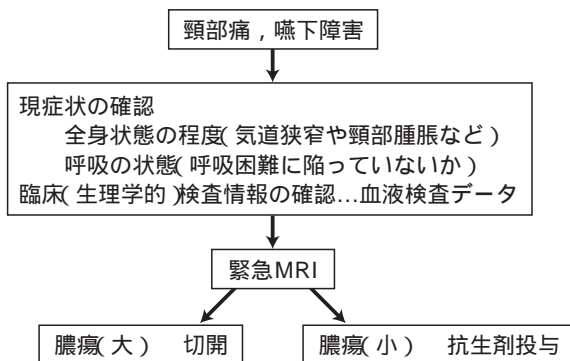 頸部痛，嚥下障害
現症状の確認
全身状態の程度(気道狭窄や頸部腫脹など)
呼吸の状態(呼吸困難に陥っていないか)
臨床(生理学的)検査情報の確認…血液検査データ
緊急MRI
膿瘍(大)　切開
膿瘍(小)　抗生剤投与